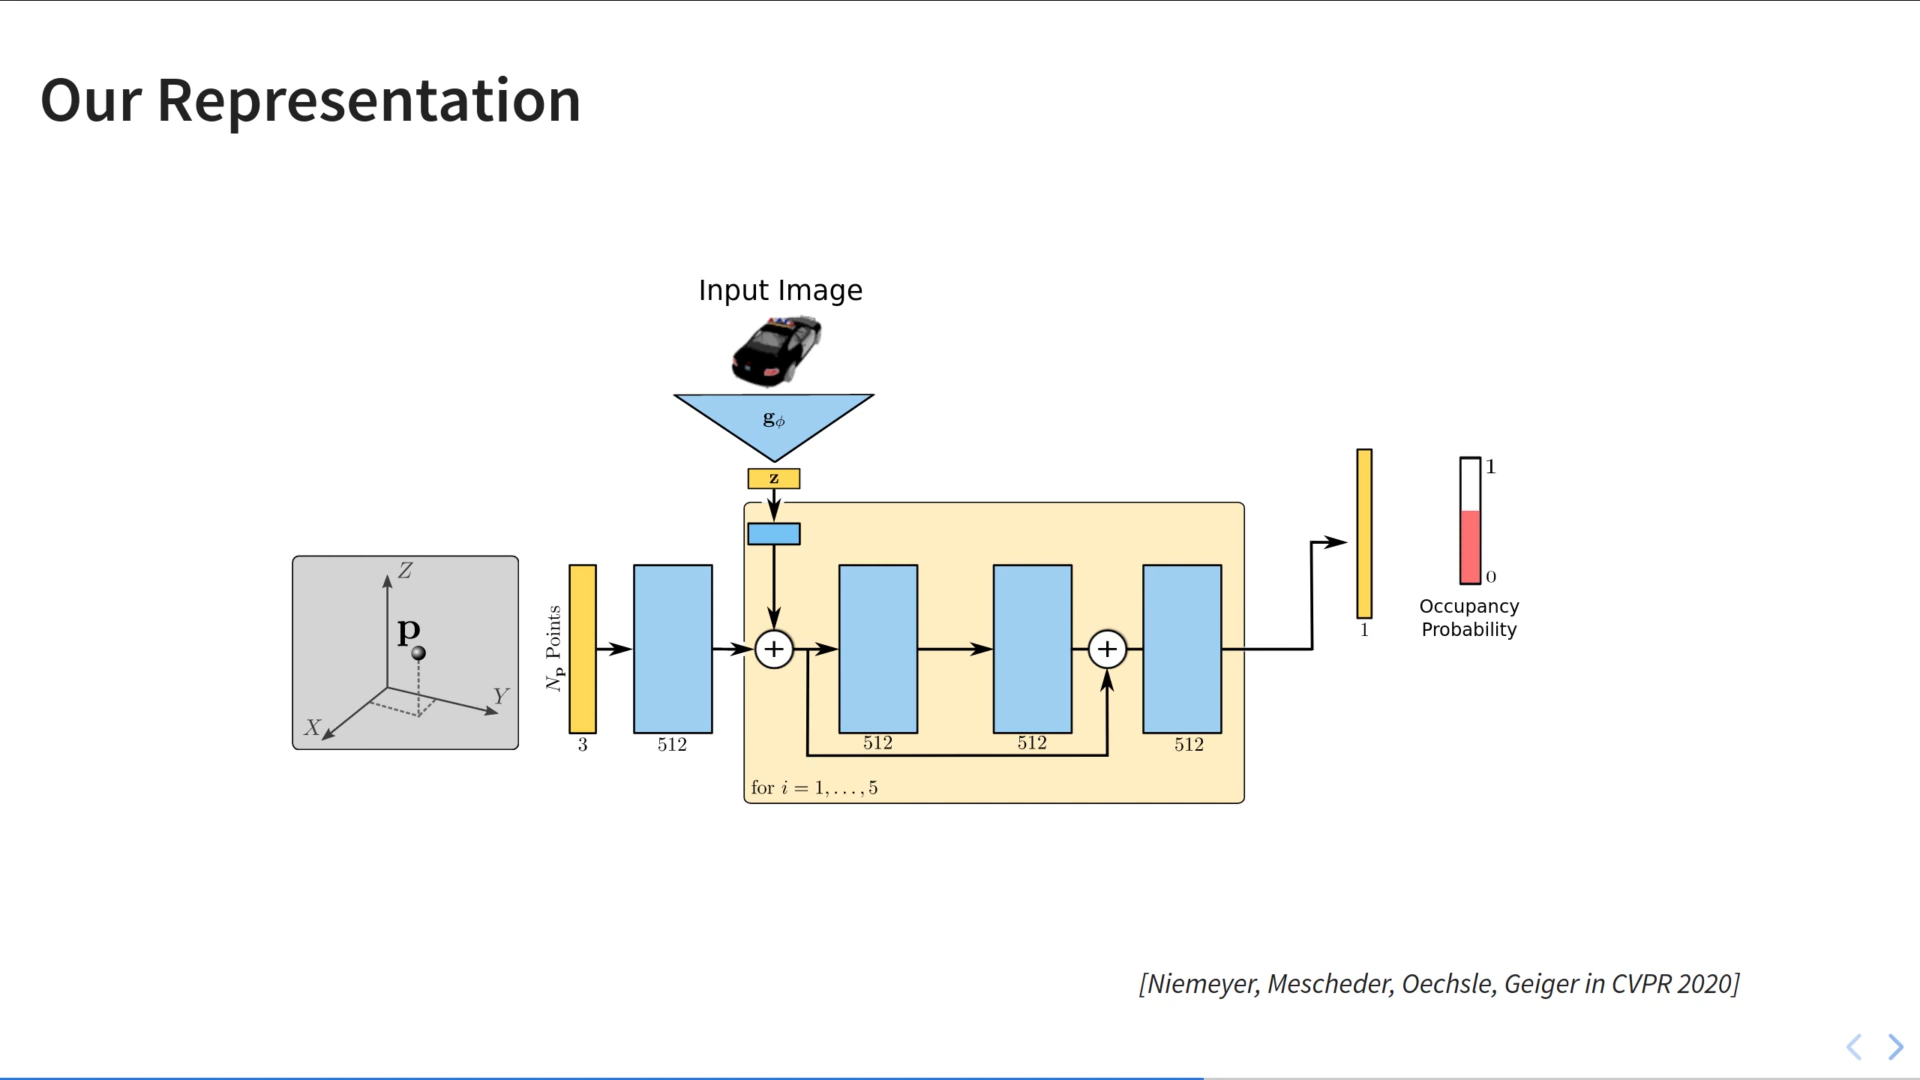 Our Representation
Input Image
g_ϕ
z
Z
p
Y
X
N_p Points
3
512
512
512
512
for i = 1, . . . , 5
1
1
0
Occupancy
Probability
[Niemeyer, Mescheder, Oechsle, Geiger in CVPR 2020]